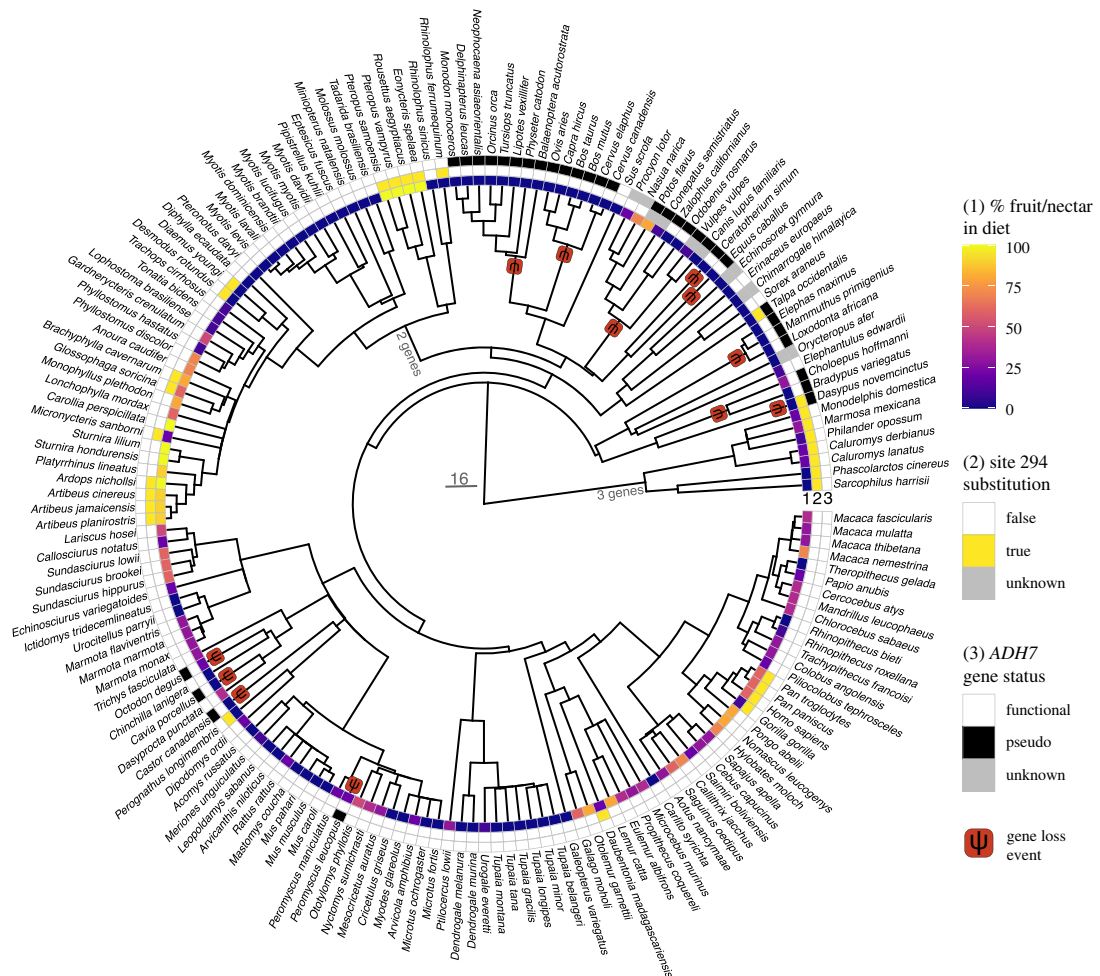 Monodon monoceros
Delphinapterus leucas
Neophocaena asiaeorientalis
Orcinus orca
Tursiops truncatus
Lipotes vexillifer
Physeter catodon
Balaenoptera acutorostrata
Ovis aries
Capra hircus
Bos taurus
Bos mutus
Cervus elaphus
Cervus canadensis
Sus scrofa
Procyon lotor
Nasua narica
Potos flavus
Conepatus semistriatus
Zalophus californianus
Odobenus rosmarus
Vulpes vulpes
Canis lupus familiaris
Ceratotherium simum
Equus caballus
Echinosorex gymnura
Erinaceus europaeus
Chimarrogale himalayica
Sorex araneus
Talpa occidentalis
Elephas maximus
Mammuthus primigenius
Loxodonta africana
Orycteropus afer
Elephantulus edwardii
Choloepus hoffmanni
Bradypus variegatus
Dasypus novemcinctus
Monodelphis domestica
Marmosa mexicana
Philander opossum
Caluromys derbianus
Caluromys lanatus
Phascolarctos cinereus
Sarcophilus harrisii
1 2 3
Macaca fascicularis
Macaca mulatta
Macaca thibetana
Macaca nemestrina
Theropithecus gelada
Papio anubis
Cercocebus atys
Mandrillus leucophaeus
Chlorocebus sabaeus
Rhinopithecus bieti
Rhinopithecus roxellana
Trachypithecus francoisi
Colobus angolensis
Piliocolobus tephrosceles
Pan troglodytes
Pan paniscus
Homo sapiens
Gorilla gorilla
Pongo abelii
Nomascus leucogenys
Hylobates moloch
Sapajus apella
Cebus capucinus
Saimiri boliviensis
Callithrix jacchus
Saguinus oedipus
Aotus nancymaae
Carlito syrichta
Microcebus murinus
Propithecus coquereli
Eulemur albifrons
Lemur catta
Daubentonia madagascariensis
Otolemur garnettii
Galago moholi
Galeopterus variegatus
Tupaia belangeri
Tupaia minor
Tupaia longipes
Tupaia gracilis
Tupaia tana
Tupaia montana
Urogale everetti
Dendrogale murina
Dendrogale melanura
Ptilocercus lowii
Microtus fortis
Microtus ochrogaster
Arvicola amphibius
Myodes glareolus
Cricetulus griseus
Mesocricetus auratus
Nyctomys sumichrasti
Ototylomys phyllotis
Peromyscus leucopus
Peromyscus maniculatus
Mus caroli
Mus musculus
Mus pahari
Mastomys coucha
Rattus rattus
Arvicanthis niloticus
Leopoldamys sabanus
Meriones unguiculatus
Acomys russatus
Dipodomys ordii
Perognathus longimembris
Castor canadensis
Dasyprocta punctata
Cavia porcellus
Chinchilla lanigera
Octodon degus
Trichys fasciculata
Marmota monax
Marmota marmota
Marmota flaviventris
Urocitellus parryii
Ictidomys tridecemlineatus
Echinosciurus variegatoides
Sundasciurus hippurus
Sundasciurus brookei
Sundasciurus lowii
Callosciurus notatus
Lariscus hosei
Artibeus planirostris
Artibeus jamaicensis
Artibeus cinereus
Ardops nichollsi
Platyrrhinus lineatus
Sturnira hondurensis
Sturnira lilium
Micronycteris sanborni
Carollia perspicillata
Lonchophylla mordax
Monophyllus plethodon
Glossophaga soricina
Brachyphylla cavernarum
Anoura caudifer
Phyllostomus discolor
Phyllostomus hastatus
Gardnerycteris crenulatum
Lophostoma brasiliense
Tonatia bidens
Trachops cirrhosus
Desmodus rotundus
Diaemus youngi
Diphylla ecaudata
Pteronotus davyi
Myotis lavali
Myotis levis
Myotis dominicensis
Myotis brandtii
Myotis lucifugus
Myotis myotis
Myotis davidii
Pipistrellus kuhlii
Eptesicus fuscus
Miniopterus natalensis
Molossus molossus
Tadarida brasiliensis
Pteropus samoensis
Pteropus vampyrus
Rousettus aegyptiacus
Eonycteris spelaea
Rhinolophus sinicus
Rhinolophus ferrumequinum
2 genes
16
3 genes
(1) % fruit/nectar
in diet
100
75
50
25
0
(2) site 294
substitution
false
true
unknown
(3) ADH7
gene status
functional
pseudo
unknown
ψ gene loss
event